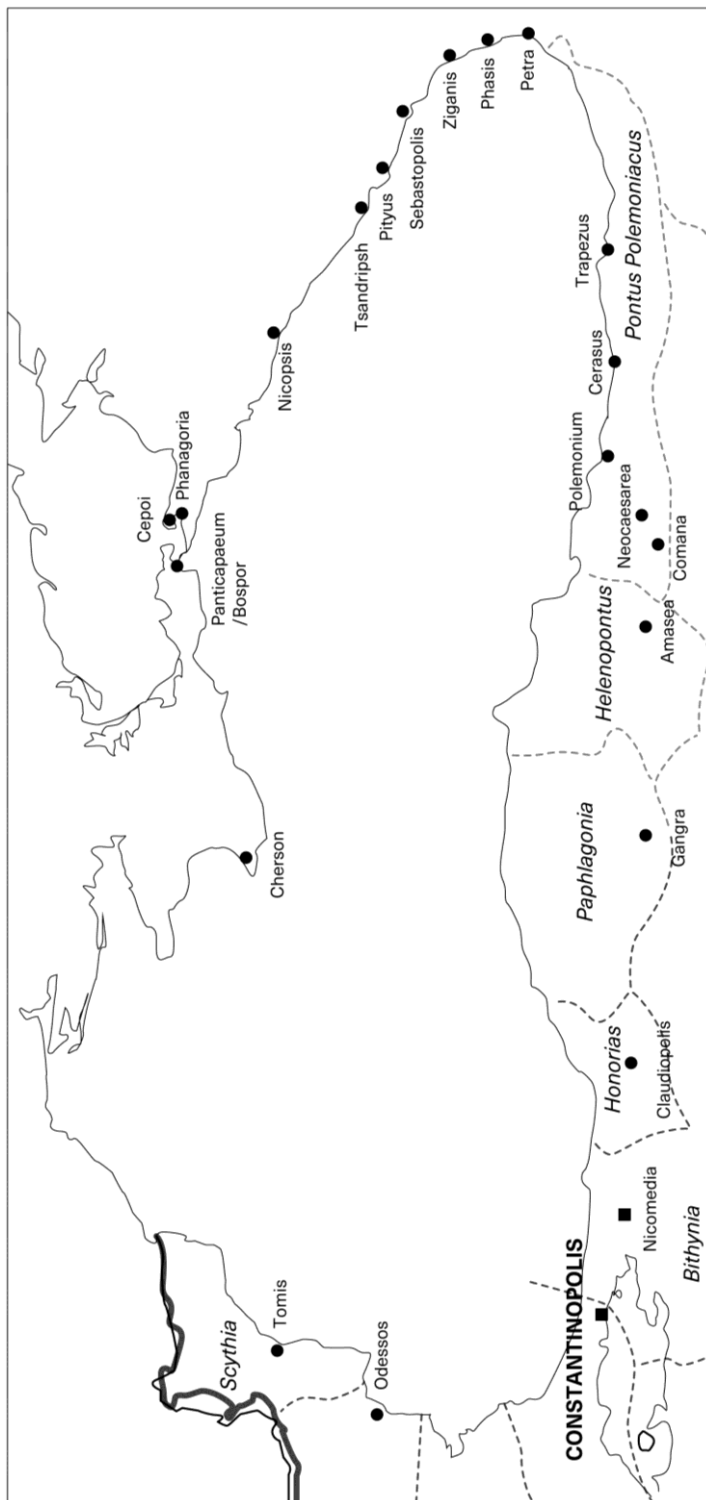 Cepoi
Phanagoria
Panticapaeum
/Bospor
Scythia
Tomis
Cherson
Nicopsis
Tsandripsh
Odessos
Pityus
Sebastopolis
Ziganis
Phasis
Petra
CONSTANTINOPOLIS
Polemonium
Paphlagonia
Trapezus
Cerasus
Helenopontus
Honorias
Neocaesarea
Pontus Polemoniacus
Nicomedia
Claudiopolis
Amasea
Gangra
Comana
Bithynia